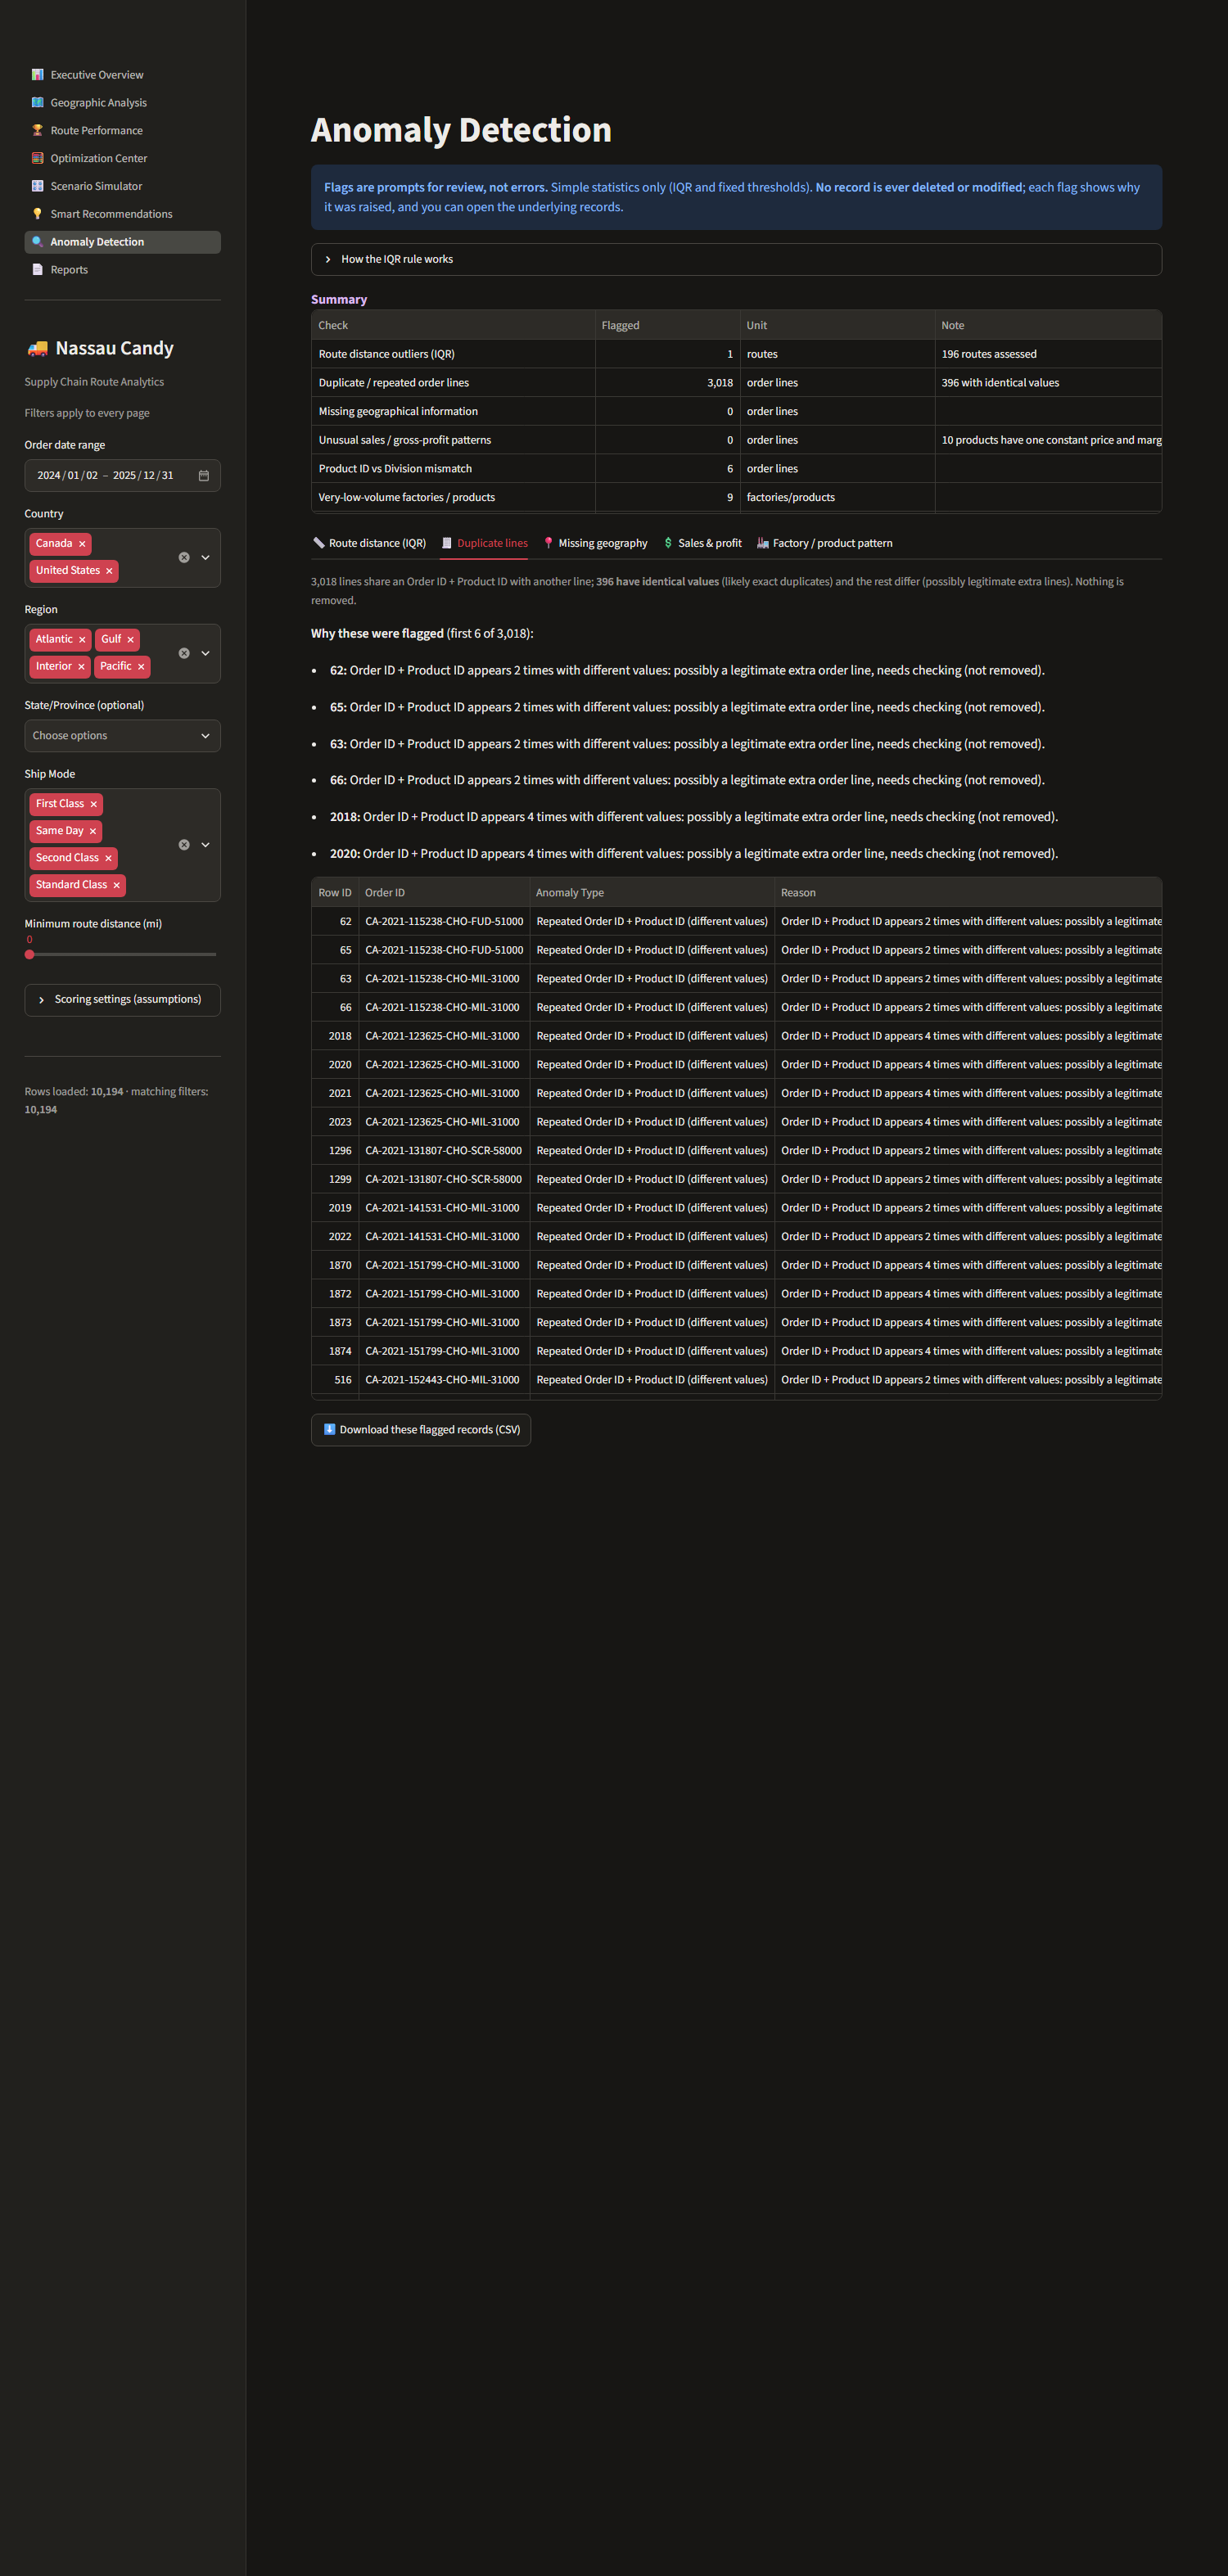 Executive Overview
Geographic Analysis
Route Performance
Optimization Center
Scenario Simulator
Smart Recommendations
Anomaly Detection
Reports
Nassau Candy
Supply Chain Route Analytics
Filters apply to every page
Order date range
2024/01/02 – 2025/12/31
Country
Canada
United States
Region
Atlantic Gulf
Interior Pacific
State/Province (optional)
Choose options
Ship Mode
First Class
Same Day
Second Class
Standard Class
Minimum route distance (mi)
0
Scoring settings (assumptions)
Rows loaded: 10,194 · matching filters:
10,194
Anomaly Detection
Flags are prompts for review, not errors. Simple statistics only (IQR and fixed thresholds). No record is ever deleted or modified; each flag shows why
it was raised, and you can open the underlying records.
How the IQR rule works
Summary
Check Flagged Unit Note
Route distance outliers (IQR) 1 routes 196 routes assessed
Duplicate / repeated order lines 3,018 order lines 396 with identical values
Missing geographical information 0 order lines
Unusual sales / gross-profit patterns 0 order lines 10 products have one constant price and marg
Product ID vs Division mismatch 6 order lines
Very-low-volume factories / products 9 factories/products
Route distance (IQR) Duplicate lines Missing geography Sales & profit Factory / product pattern
3,018 lines share an Order ID + Product ID with another line; 396 have identical values (likely exact duplicates) and the rest differ (possibly legitimate extra lines). Nothing is
removed.
Why these were flagged (first 6 of 3,018):
• 62: Order ID + Product ID appears 2 times with different values: possibly a legitimate extra order line, needs checking (not removed).
• 65: Order ID + Product ID appears 2 times with different values: possibly a legitimate extra order line, needs checking (not removed).
• 63: Order ID + Product ID appears 2 times with different values: possibly a legitimate extra order line, needs checking (not removed).
• 66: Order ID + Product ID appears 2 times with different values: possibly a legitimate extra order line, needs checking (not removed).
• 2018: Order ID + Product ID appears 4 times with different values: possibly a legitimate extra order line, needs checking (not removed).
• 2020: Order ID + Product ID appears 4 times with different values: possibly a legitimate extra order line, needs checking (not removed).
Row ID Order ID Anomaly Type Reason
62 CA-2021-115238-CHO-FUD-51000 Repeated Order ID + Product ID (different values) Order ID + Product ID appears 2 times with different values: possibly a legitimate
65 CA-2021-115238-CHO-FUD-51000 Repeated Order ID + Product ID (different values) Order ID + Product ID appears 2 times with different values: possibly a legitimate
63 CA-2021-115238-CHO-MIL-31000 Repeated Order ID + Product ID (different values) Order ID + Product ID appears 2 times with different values: possibly a legitimate
66 CA-2021-115238-CHO-MIL-31000 Repeated Order ID + Product ID (different values) Order ID + Product ID appears 2 times with different values: possibly a legitimate
2018 CA-2021-123625-CHO-MIL-31000 Repeated Order ID + Product ID (different values) Order ID + Product ID appears 4 times with different values: possibly a legitimate
2020 CA-2021-123625-CHO-MIL-31000 Repeated Order ID + Product ID (different values) Order ID + Product ID appears 4 times with different values: possibly a legitimate
2021 CA-2021-123625-CHO-MIL-31000 Repeated Order ID + Product ID (different values) Order ID + Product ID appears 4 times with different values: possibly a legitimate
2023 CA-2021-123625-CHO-MIL-31000 Repeated Order ID + Product ID (different values) Order ID + Product ID appears 4 times with different values: possibly a legitimate
1296 CA-2021-131807-CHO-SCR-58000 Repeated Order ID + Product ID (different values) Order ID + Product ID appears 2 times with different values: possibly a legitimate
1299 CA-2021-131807-CHO-SCR-58000 Repeated Order ID + Product ID (different values) Order ID + Product ID appears 2 times with different values: possibly a legitimate
2019 CA-2021-141531-CHO-MIL-31000 Repeated Order ID + Product ID (different values) Order ID + Product ID appears 2 times with different values: possibly a legitimate
2022 CA-2021-141531-CHO-MIL-31000 Repeated Order ID + Product ID (different values) Order ID + Product ID appears 2 times with different values: possibly a legitimate
1870 CA-2021-151799-CHO-MIL-31000 Repeated Order ID + Product ID (different values) Order ID + Product ID appears 4 times with different values: possibly a legitimate
1872 CA-2021-151799-CHO-MIL-31000 Repeated Order ID + Product ID (different values) Order ID + Product ID appears 4 times with different values: possibly a legitimate
1873 CA-2021-151799-CHO-MIL-31000 Repeated Order ID + Product ID (different values) Order ID + Product ID appears 4 times with different values: possibly a legitimate
1874 CA-2021-151799-CHO-MIL-31000 Repeated Order ID + Product ID (different values) Order ID + Product ID appears 4 times with different values: possibly a legitimate
516 CA-2021-152443-CHO-MIL-31000 Repeated Order ID + Product ID (different values) Order ID + Product ID appears 2 times with different values: possibly a legitimate
Download these flagged records (CSV)